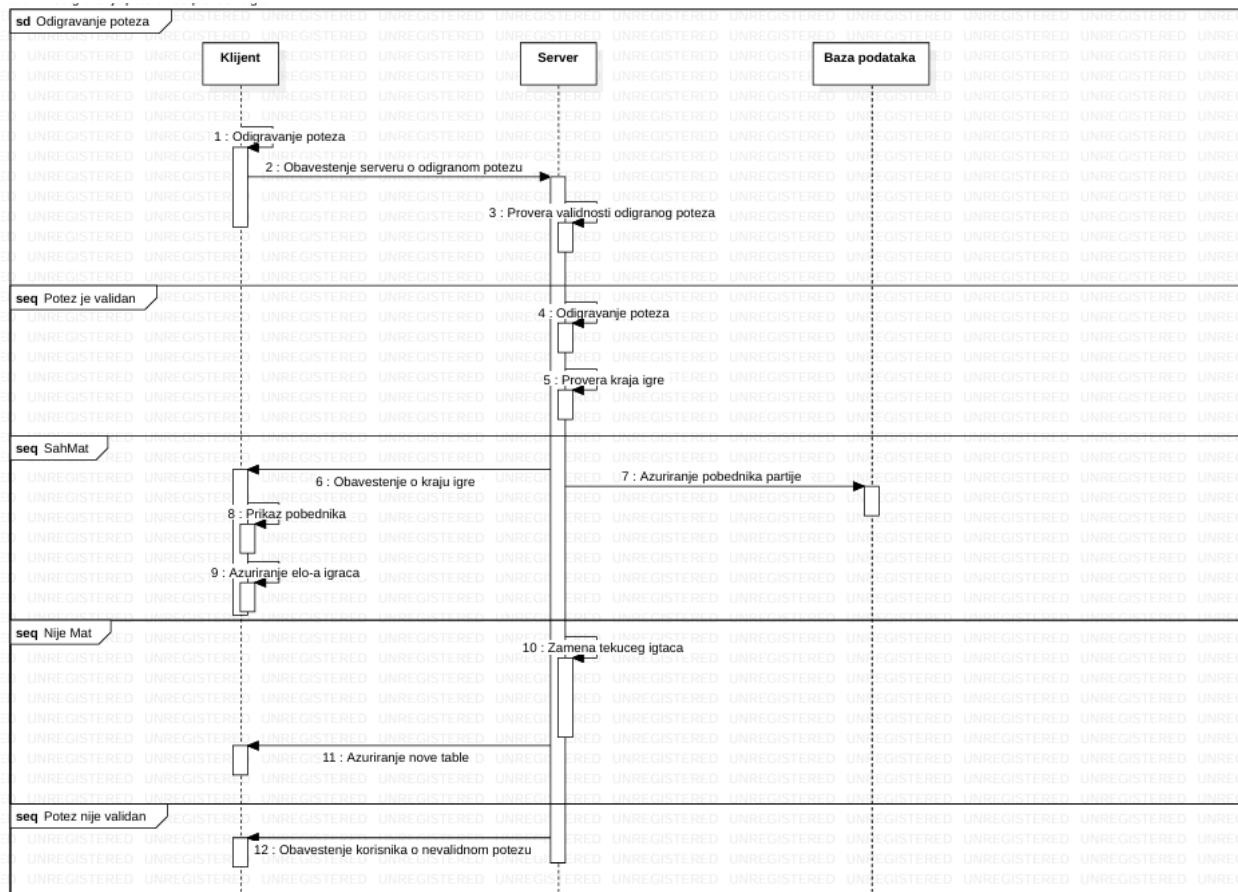 sd Odigravanje poteza
Klijent
Server
Baza podataka
1 : Odigravanje poteza
2 : Obavestenje serveru o odigranom potezu
3 : Provera validnosti odigranog poteza
seq Potez je validan
4 : Odigravanje poteza
5 : Provera kraja igre
seq SahMat
6 : Obavestenje o kraju igre
7 : Azuriranje pobednika partije
8 : Prikaz pobednika
9 : Azuriranje elo-a igraca
seq Nije Mat
10 : Zamena tekuceg igtaca
11 : Azuriranje nove table
seq Potez nije validan
12 : Obavestenje korisnika o nevalidnom potezu
UNREGISTERED